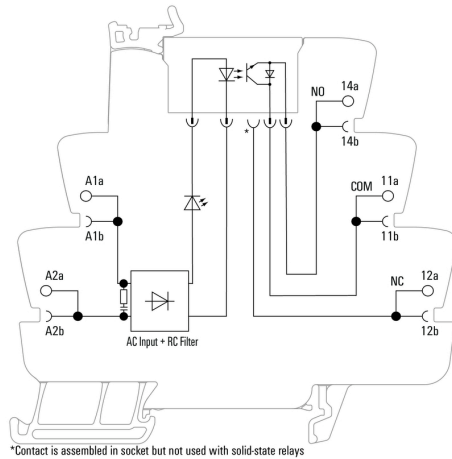 14a
NO
14b
*
A1a
11a
COM
A1b
11b
A2a
12a
NC
A2b
12b
AC Input + RC Filter
*Contact is assembled in socket but not used with solid-state relays